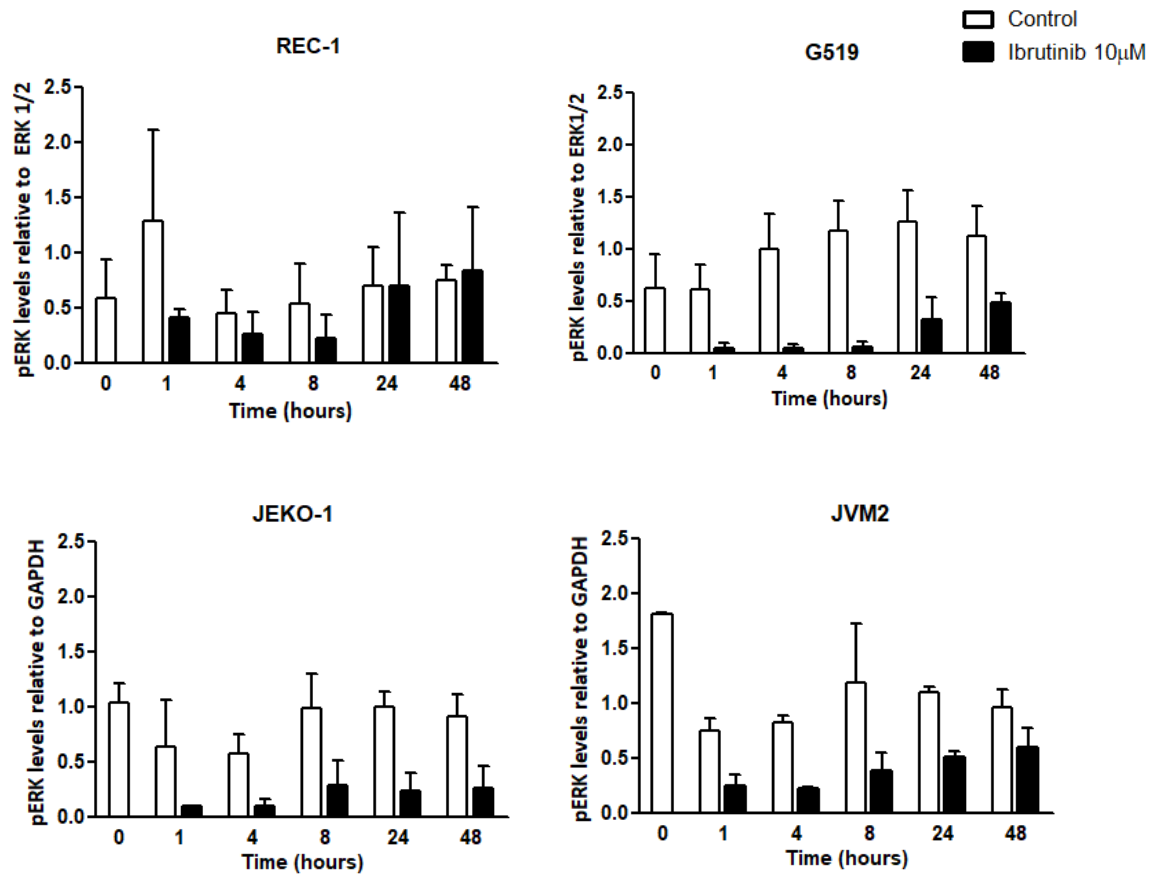 Control
Ibrutinib 10μM
REC-1
pERK levels relative to ERK 1/2
2.5
2.0
1.5
1.0
0.5
0.0
0 1 4 8 24 48
Time (hours)
G519
pERK levels relative to ERK1/2
2.5
2.0
1.5
1.0
0.5
0.0
0 1 4 8 24 48
Time (hours)
JEKO-1
pERK levels relative to GAPDH
2.5
2.0
1.5
1.0
0.5
0.0
0 1 4 8 24 48
Time (hours)
JVM2
pERK levels relative to GAPDH
2.5
2.0
1.5
1.0
0.5
0.0
0 1 4 8 24 48
Time (hours)